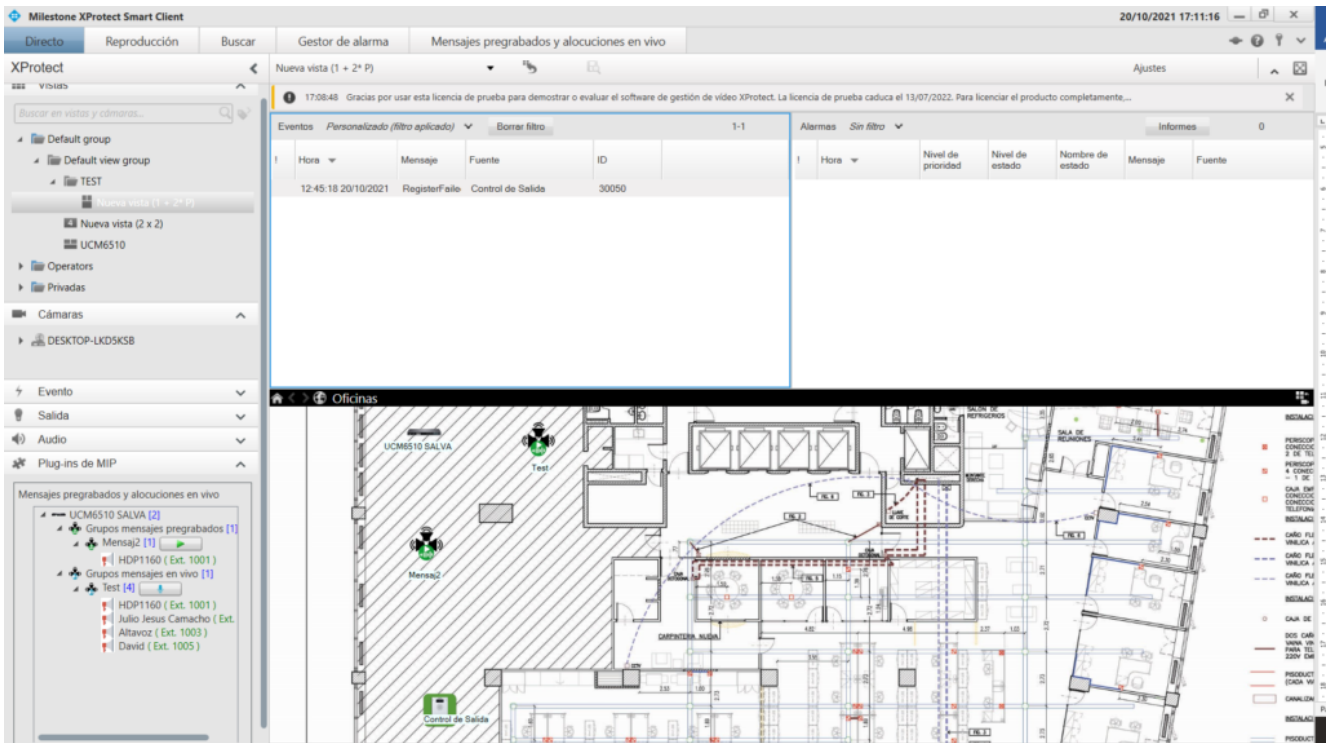 Milestone XProtect Smart Client
20/10/2021 17:11:16
Directo Reproducción Buscar Gestor de alarma Mensajes pregrabados y alocuciones en vivo
XProtect
Nueva vista (1 + 2* P)
Ajustes
Vistas
17:08:48 Gracias por usar esta licencia de prueba para demostrar o evaluar el software de gestión de vídeo XProtect. La licencia de prueba caduca el 13/07/2022. Para licenciar el producto completamente,...
Buscar en vistas y cámaras...
Default group
Default view group
TEST
Nueva vista (1 + 2* P)
Nueva vista (2 x 2)
UCM6510
Operators
Privadas
Cámaras
DESKTOP-LKD5KSB
Evento
Salida
Audio
Plug-ins de MIP
Mensajes pregrabados y alocuciones en vivo
UCM6510 SALVA [2]
Grupos mensajes pregrabados [1]
Mensaj2 [1]
HDP1160 ( Ext. 1001 )
Grupos mensajes en vivo [1]
Test [4]
HDP1160 ( Ext. 1001 )
Julio Jesus Camacho ( Ext.
Altavoz ( Ext. 1003 )
David ( Ext. 1005 )
Eventos Personalizado (filtro aplicado) Borrar filtro 1-1
! Hora Mensaje Fuente ID
12:45:18 20/10/2021 RegisterFaile Control de Salida 30050
Alarmas Sin filtro Informes 0
! Hora Nivel de prioridad Nivel de estado Nombre de estado Mensaje Fuente
Oficinas
UCM6510 SALVA
Test
Mensaj2
Control de Salida
SALON DE
REFRIGERIOS
SALA DE
REUNIONES
CARPINTERIA NUEVA